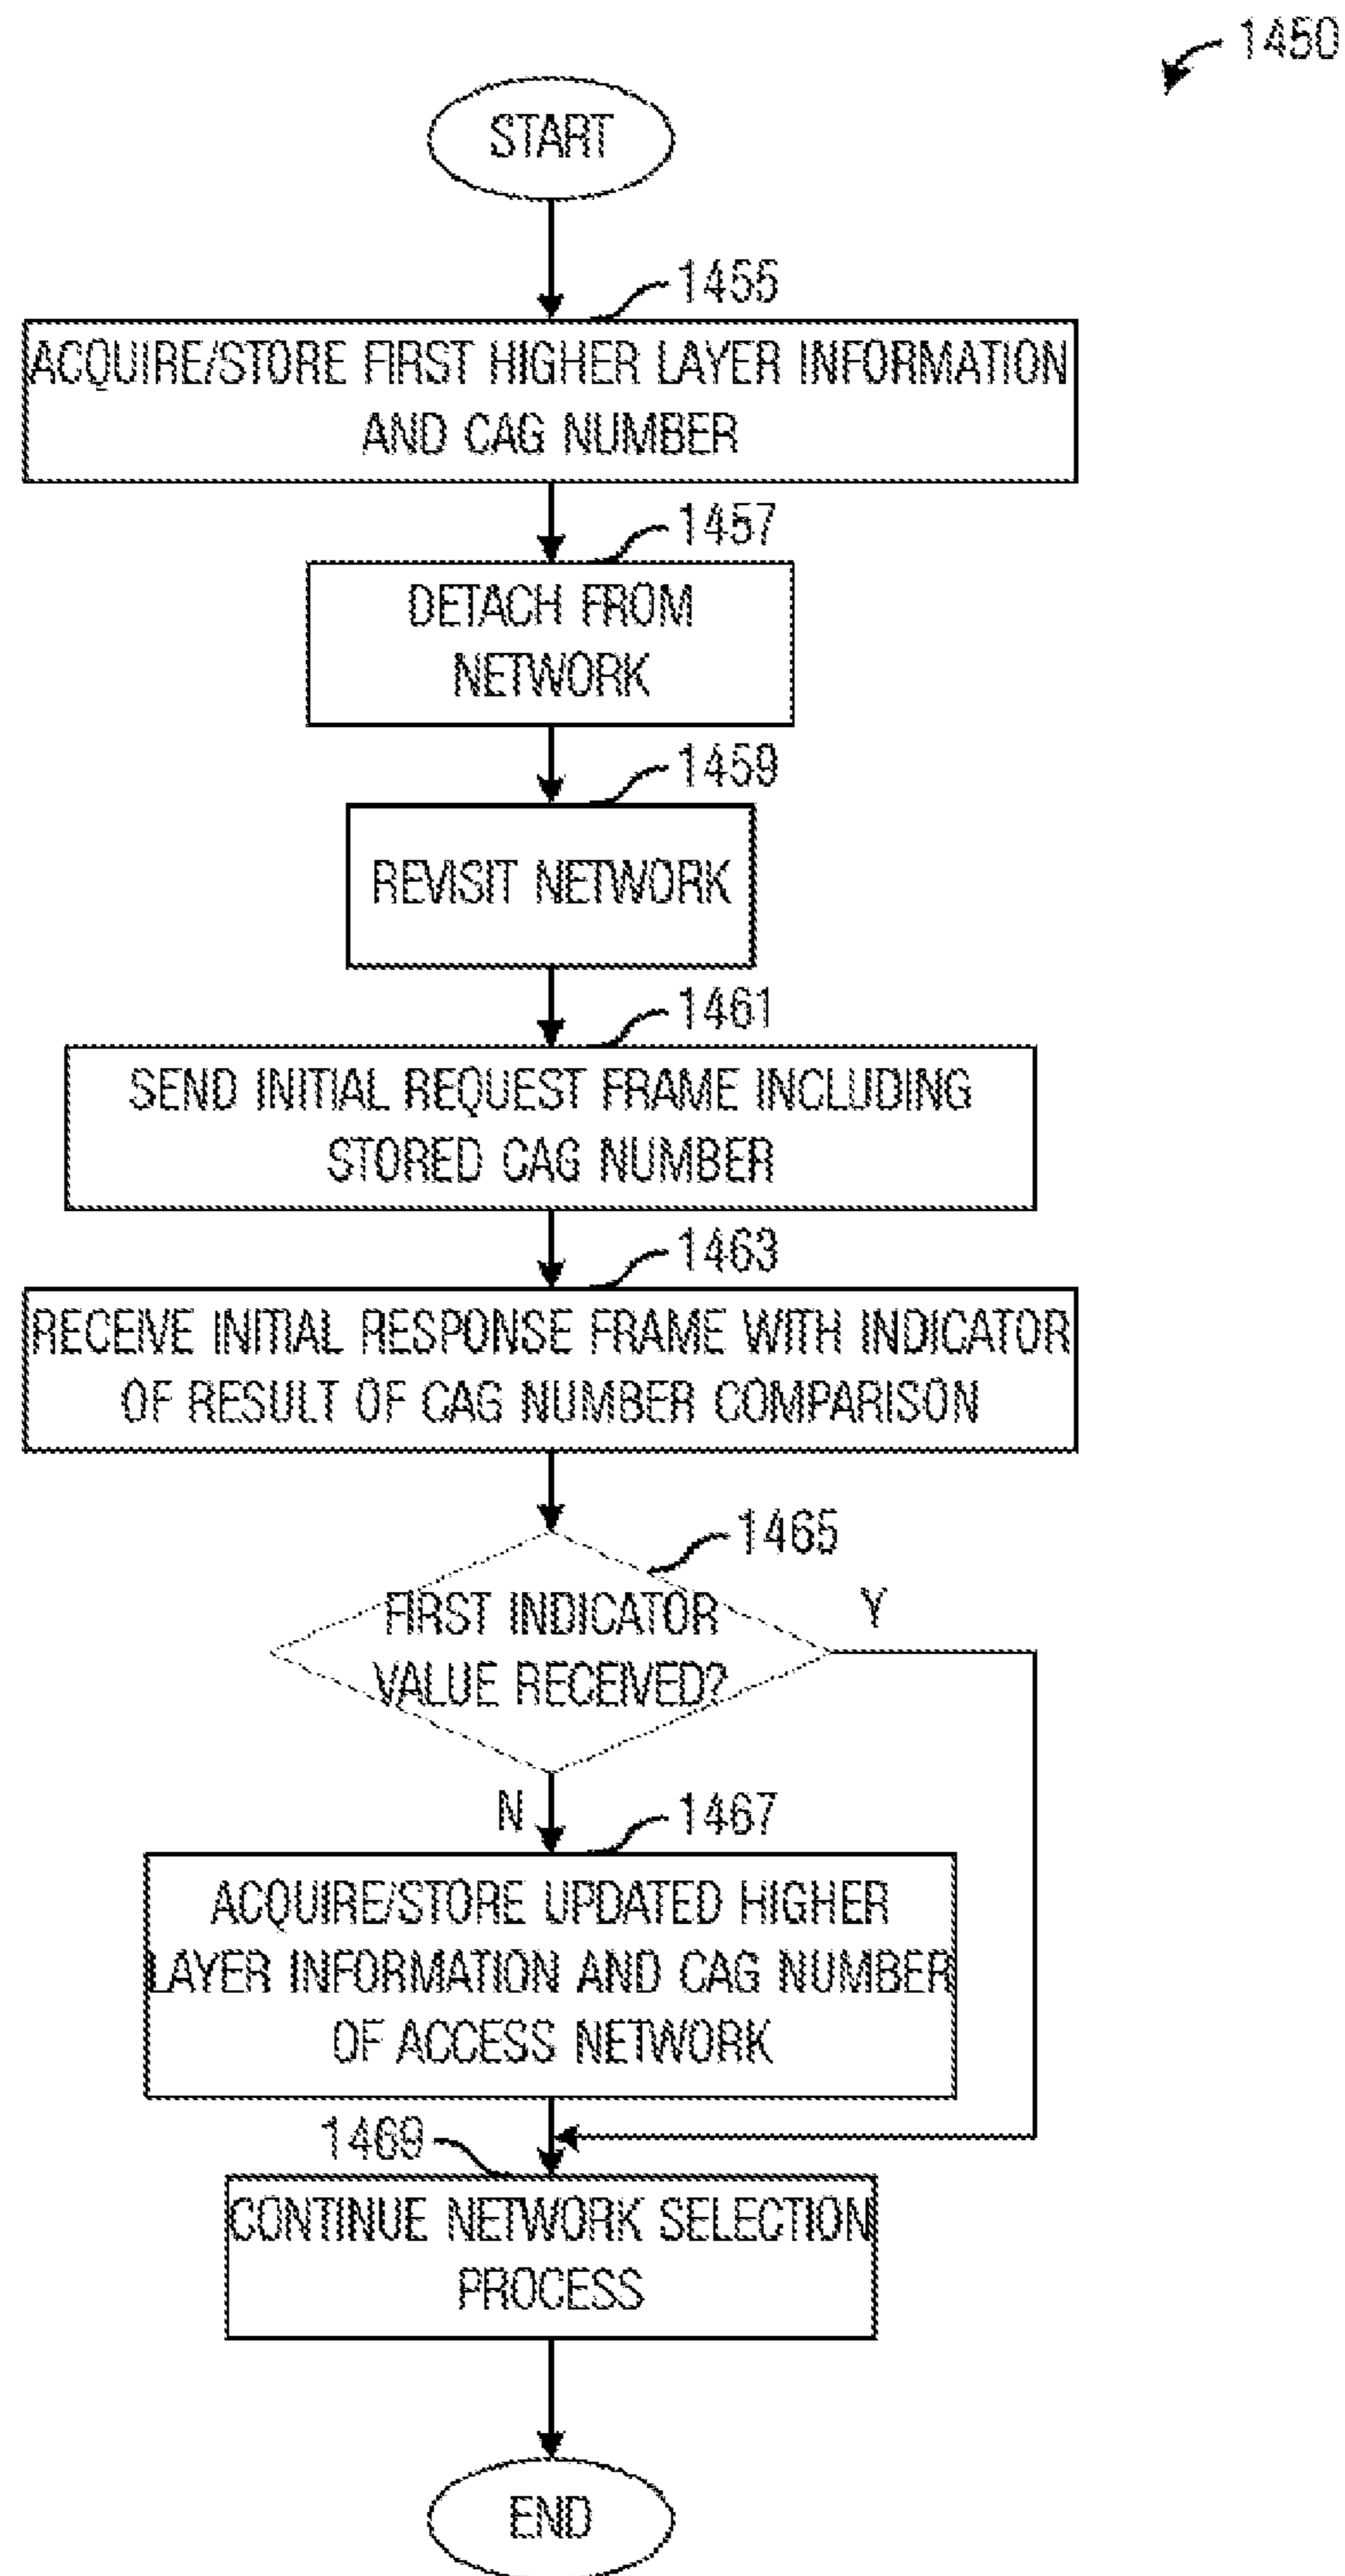 1450
START
1455
ACQUIRE/STORE FIRST HIGHER LAYER INFORMATION
AND CAG NUMBER
1457
DETACH FROM
NETWORK
1459
REVISIT NETWORK
1461
SEND INITIAL REQUEST FRAME INCLUDING
STORED CAG NUMBER
1463
RECEIVE INITIAL RESPONSE FRAME WITH INDICATOR
OF RESULT OF CAG NUMBER COMPARISON
1465
FIRST INDICATOR
VALUE RECEIVED?
Y
N
1467
ACQUIRE/STORE UPDATED HIGHER
LAYER INFORMATION AND CAG NUMBER
OF ACCESS NETWORK
1469
CONTINUE NETWORK SELECTION
PROCESS
END